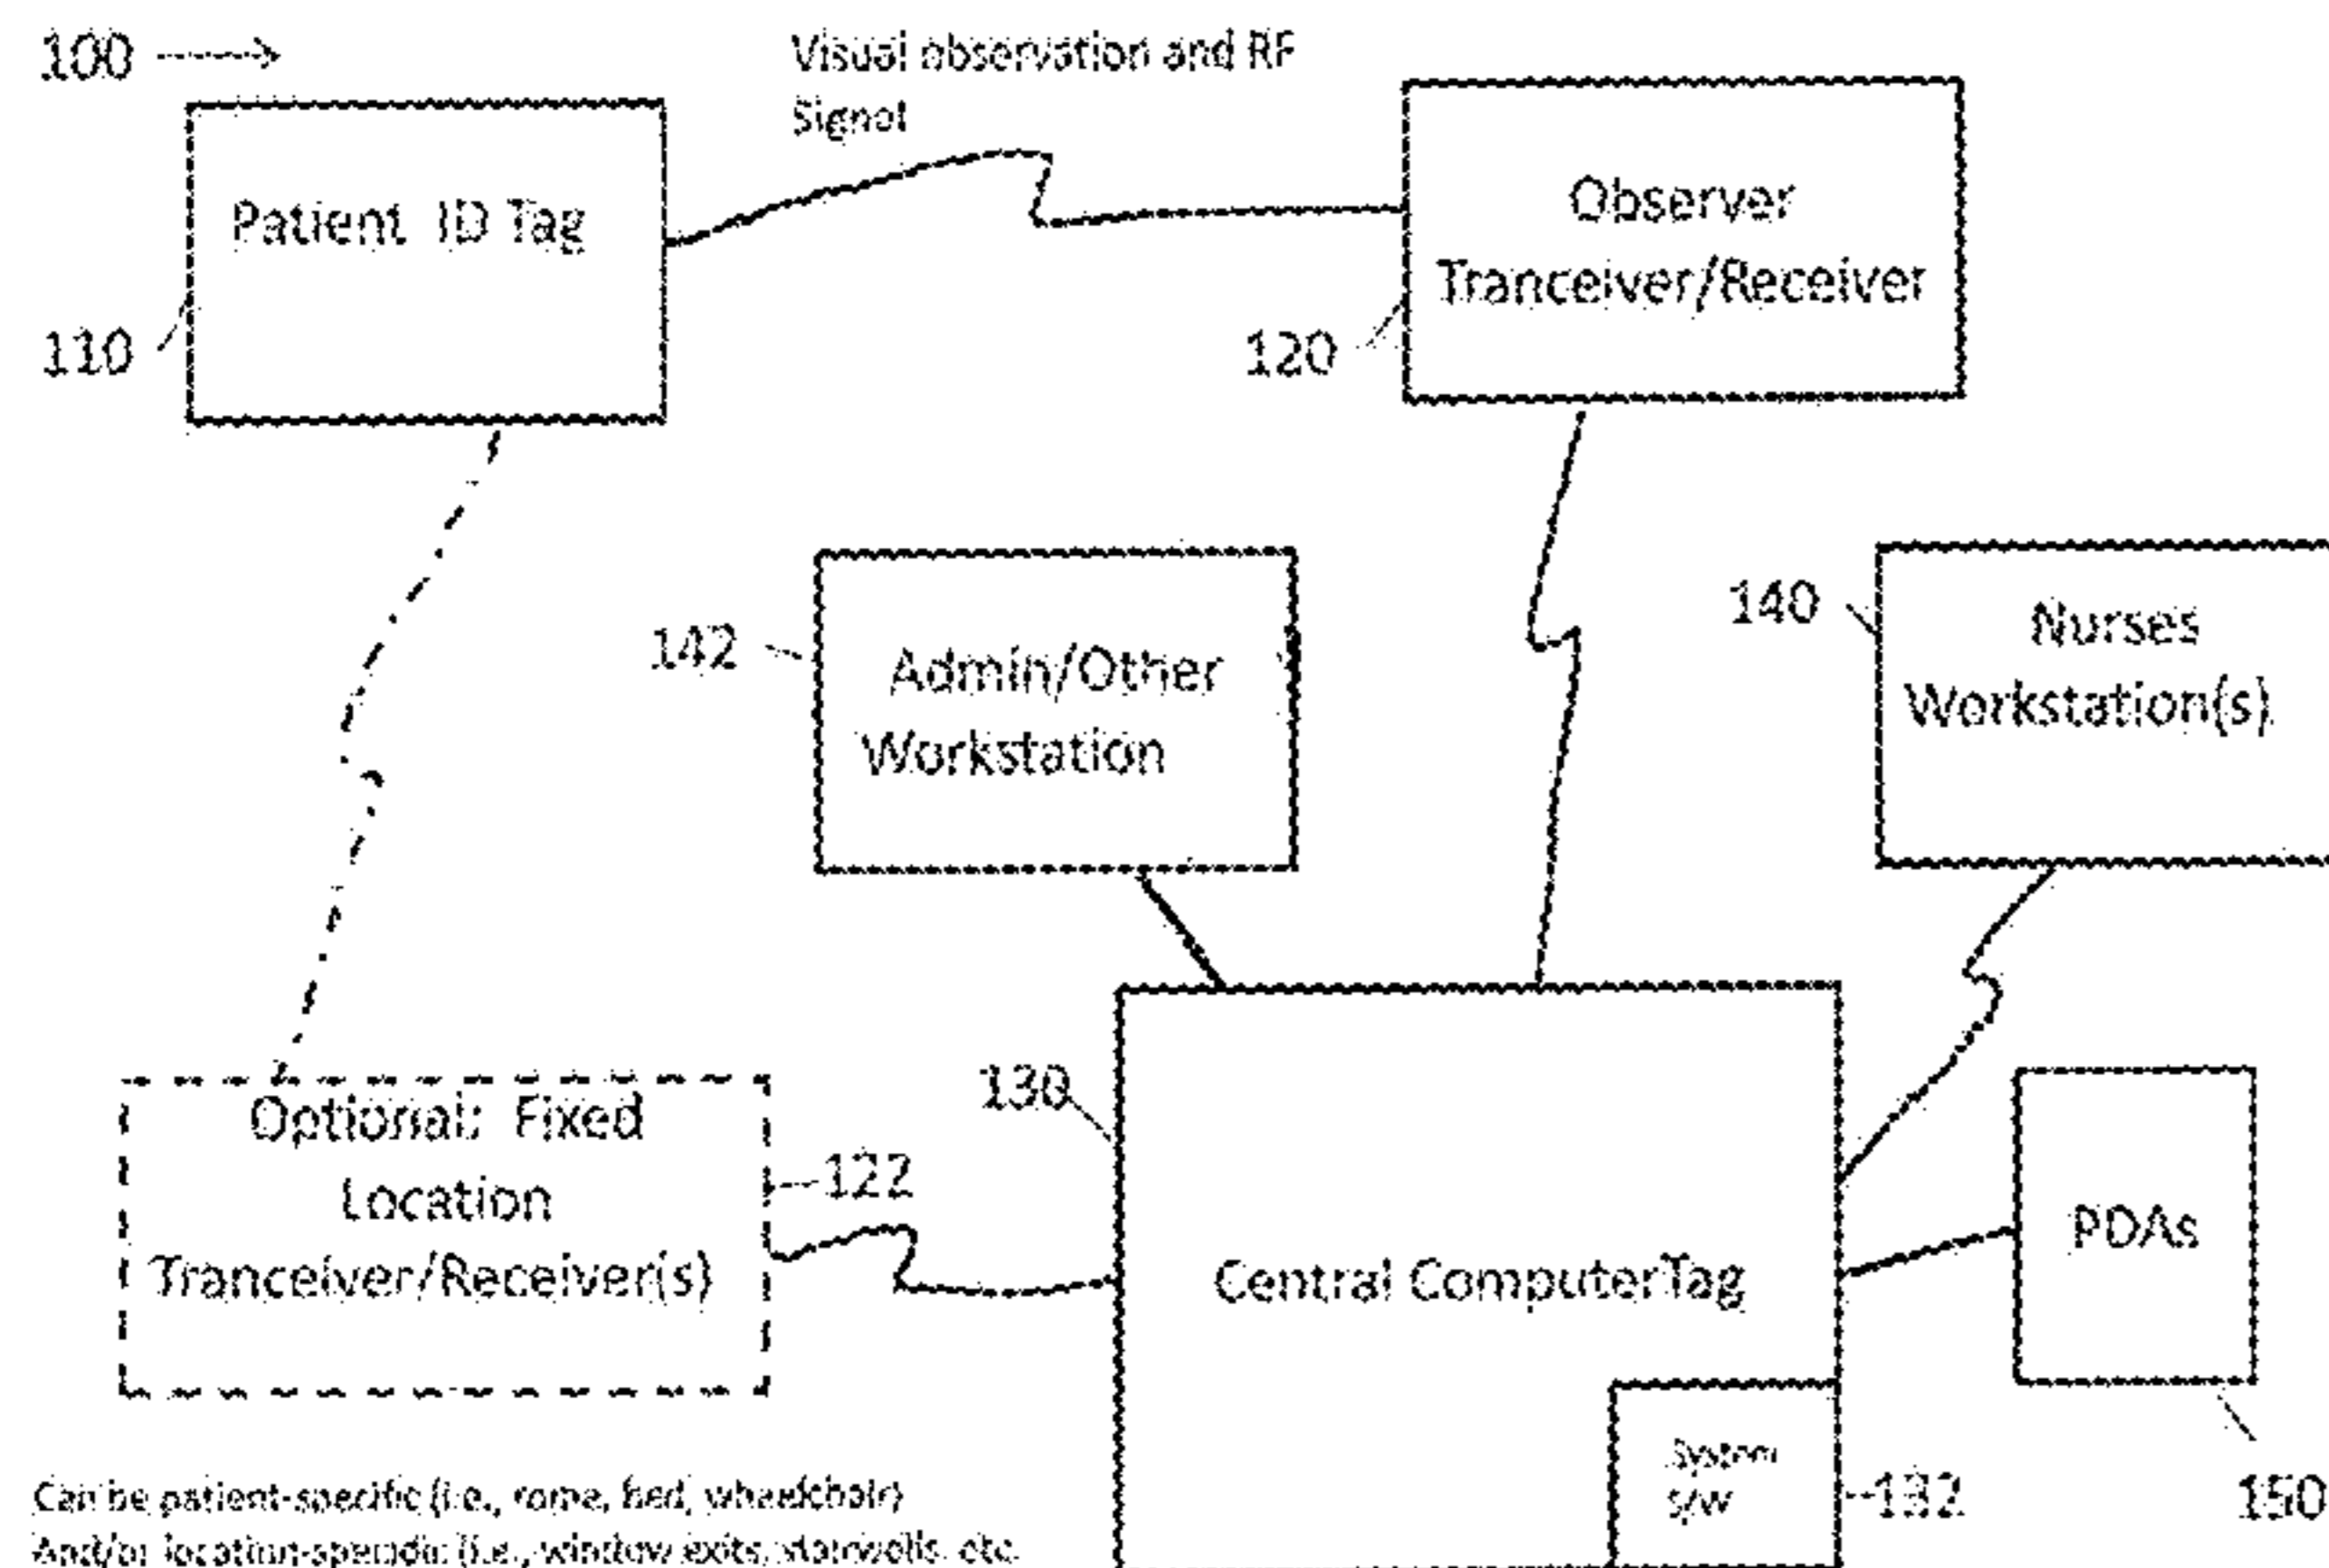 100
Visual observation and RF
Signal
Patient ID Tag
Observer
Tranceiver/Receiver
110
120
142
Admin/Other
Workstation
140
Nurses
Workstation(s)
Optional: Fixed
Location
Tranceiver/Receiver(s)
122
130
Central ComputerTag
PDAs
System
S/W
132
150
Can be patient-specific (i.e., rome, bed, wheelchair)
And/or location-specific (i.e., window exits, stairwells, etc.